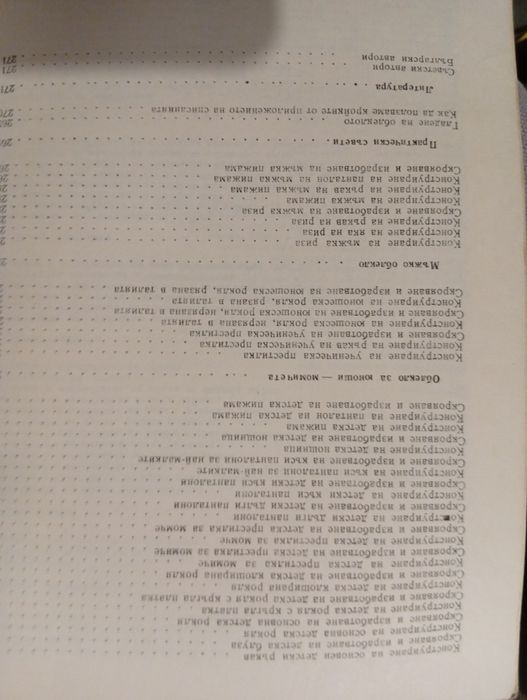 Конструиране на основен детски ръкав
Скрояване и изработване на детска блуза
Конструиране на основна детска рокля
Скрояване и изработване на основна детска рокля
Конструиране на детска рокля с кръгла платка
Скрояване и изработване на детска рокля с кръгла платка
Конструиране на детска клоширана рокля
Скрояване и изработване на детска клоширана рокля
Конструиране на детска престилка за момиче
Скрояване и изработване на детска престилка за момиче
Конструиране на детска престилка за момче
Скрояване и изработване на детска престилка за момче
Конструиране на детски дълги панталони
Скрояване и изработване на детски дълги панталони
Конструиране на детски къси панталони
Скрояване и изработване на детски къси панталони
Конструиране на къси панталони за най-малките
Скрояване и изработване на къси панталони за най-малките
Конструиране на детска нощница
Скрояване и изработване на детска нощница
Конструиране на детска пижама
Конструиране на панталон на детска пижама
Скрояване и изработване на детска пижама
Облекло за юноши — момичета
Конструиране на ученическа престилка
Конструиране на ръкав на ученическа престилка
Скрояване и изработване на ученическа престилка
Конструиране на юношеска рокля, нерязана в талията
Скрояване и изработване на юношеска рокля, нерязана в талията
Конструиране на юношеска рокля, рязана в талията
Скрояване и изработване на юношеска рокля, рязана в талията
Мъжко облекло
Конструиране на мъжка риза
Конструиране на яка на риза
Конструиране на ръкав на риза
Скрояване и изработване на мъжка риза
Конструиране на мъжка пижама
Конструиране на ръкав на мъжка пижама
Конструиране на панталон на мъжка пижама
Скрояване и изработване на мъжка пижама
Практически съвети
Гладене на облеклото
Как да ползваме кройките от приложението на списанията
Литература 271
Съветски автори 271
Български автори 271